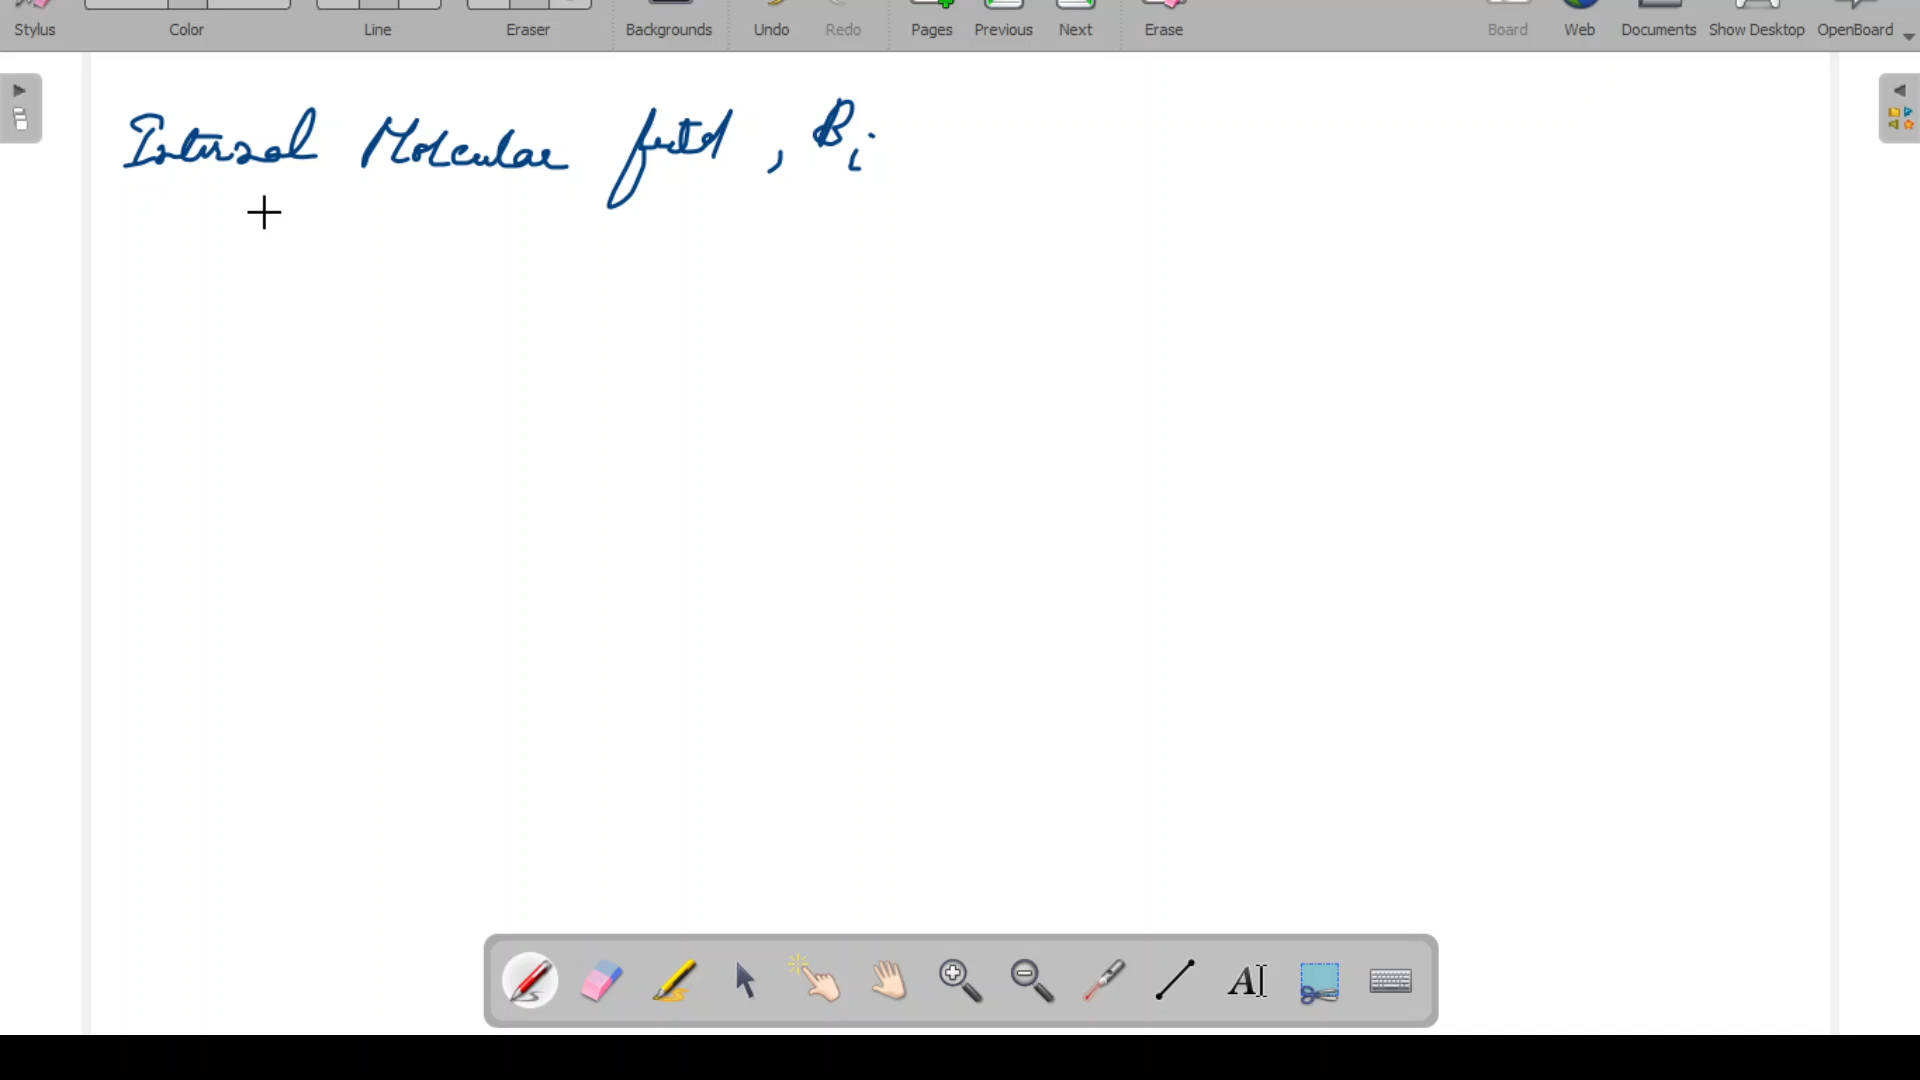 Stylus Color Line Eraser Backgrounds Undo Redo Pages Previous Next Erase Board Web Documents Show Desktop OpenBoard
Internal Molecular field , Bi
A